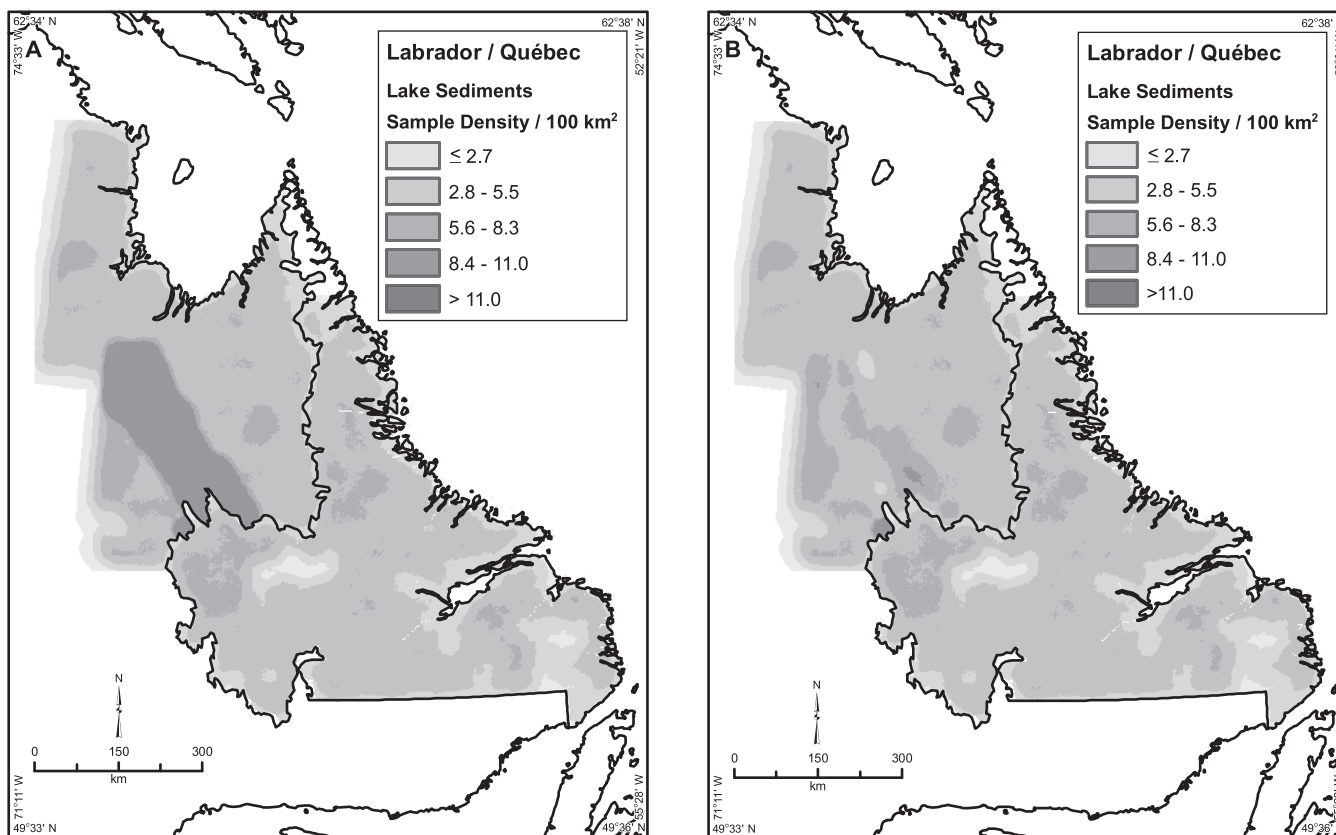 62°34' N
62°38' N
A
74°33' W
52°21' W
Labrador / Québec
Lake Sediments
Sample Density / 100 km²
≤ 2.7
2.8 - 5.5
5.6 - 8.3
8.4 - 11.0
> 11.0
N
0 150 300
km
71°11' W
55°28' W
49°33' N
49°36' N
62°34' N
62°38'
B
74°33' W
Labrador / Québec
Lake Sediments
Sample Density / 100 km²
≤ 2.7
2.8 - 5.5
5.6 - 8.3
8.4 - 11.0
>11.0
N
0 150 300
km
71°11' W
49°33' N
49°36' N